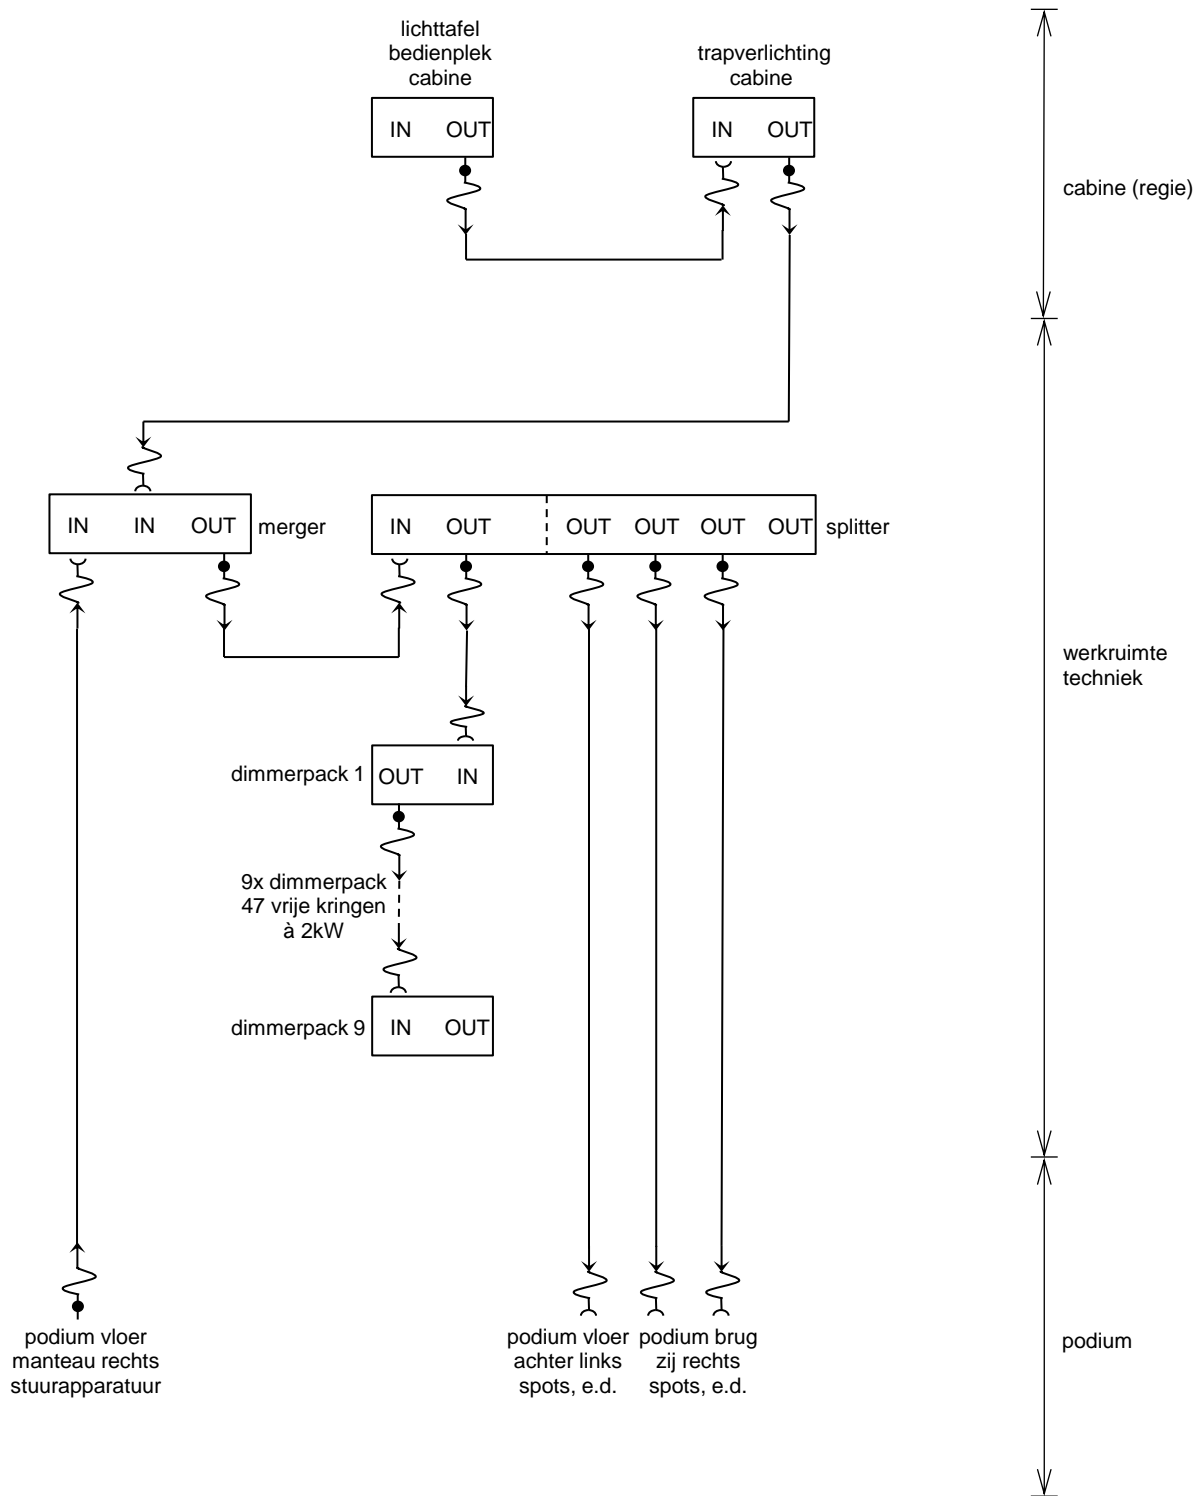 lichttafel
bedienplek
cabine
trapverlichting
cabine
IN OUT
IN OUT
cabine (regie)
IN IN OUT
merger
IN OUT OUT OUT OUT OUT
splitter
werkruimte
techniek
dimmerpack 1
OUT IN
9x dimmerpack
47 vrije kringen
à 2kW
dimmerpack 9
IN OUT
podium vloer
manteau rechts
stuurapparatuur
podium vloer
achter links
spots, e.d.
podium brug
zij rechts
spots, e.d.
podium